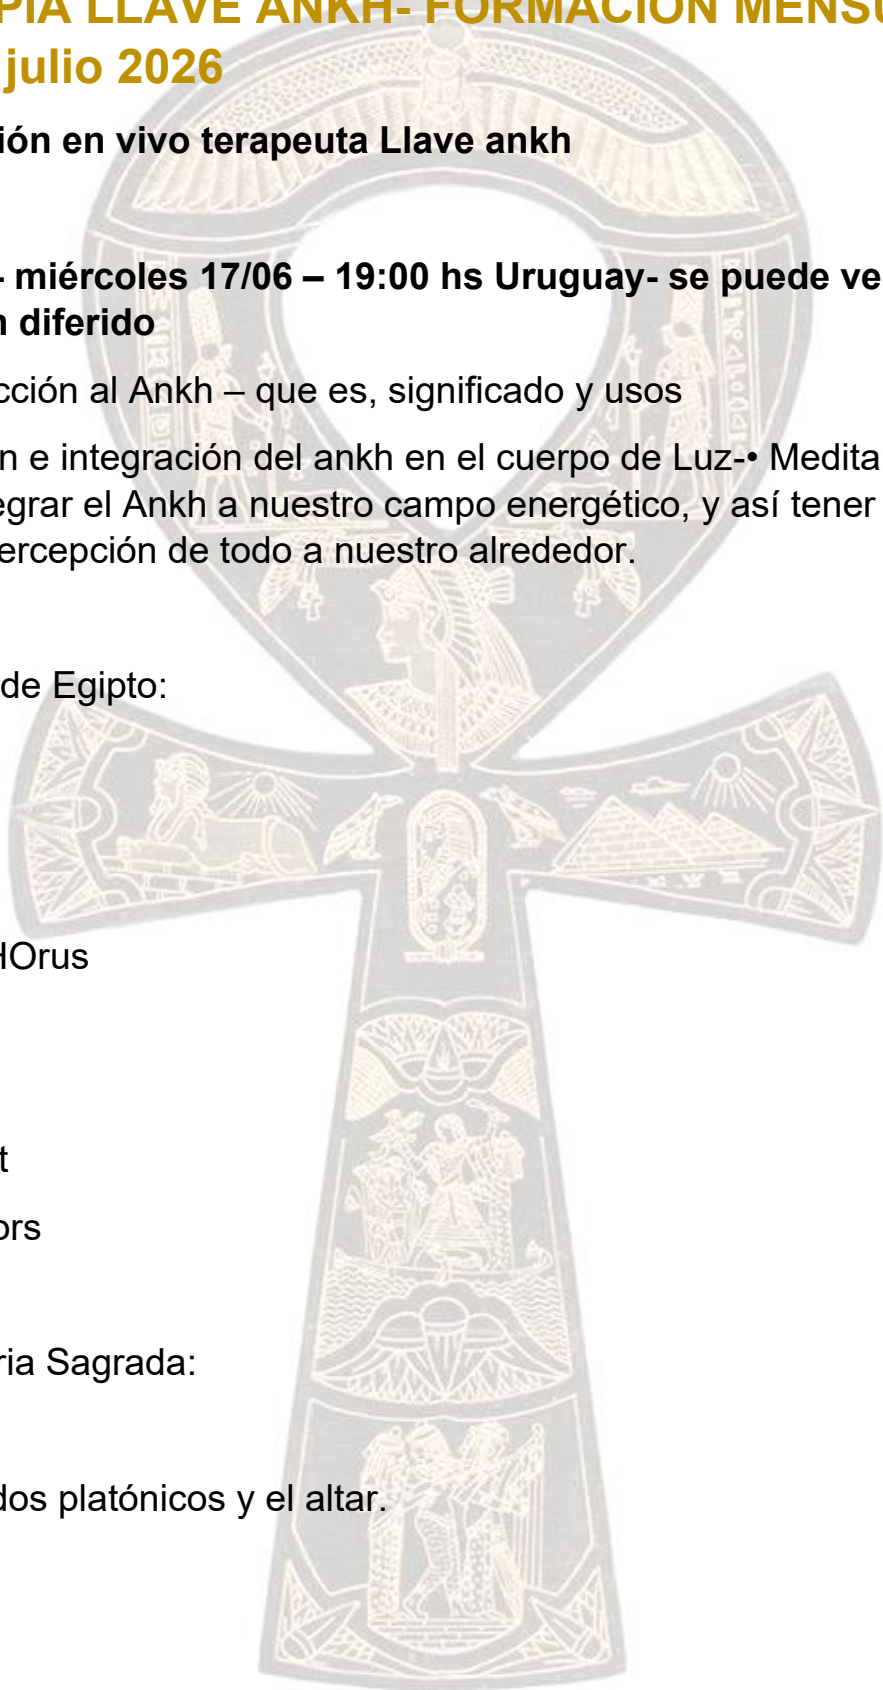 PIA LLAVE ANKH- FORMACIÓN MENSU
julio 2026
ión en vivo terapeuta Llave ankh
- miércoles 17/06 – 19:00 hs Uruguay- se puede ve
n diferido
cción al Ankh – que es, significado y usos
n e integración del ankh en el cuerpo de Luz-• Medita
egrar el Ankh a nuestro campo energético, y así tener
ercepción de todo a nuestro alrededor.
de Egipto:
HOrus
t
ors
ria Sagrada:
dos platónicos y el altar.